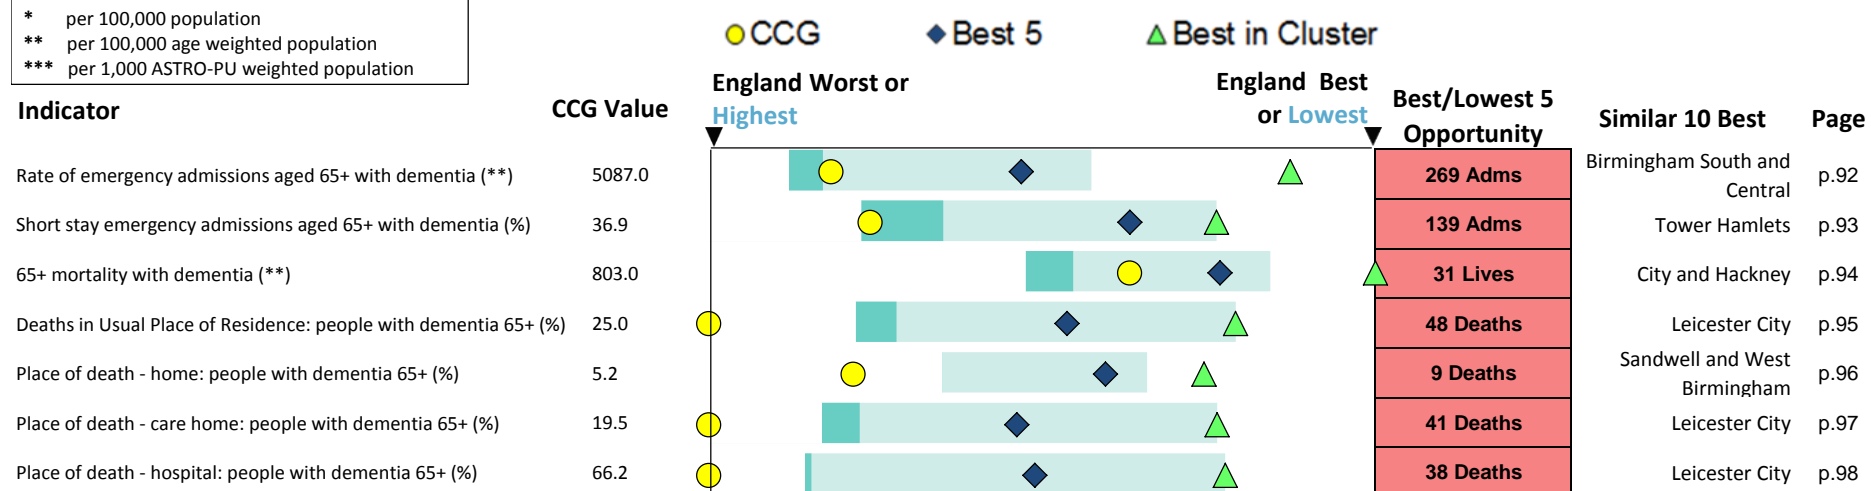 * per 100,000 population
** per 100,000 age weighted population
*** per 1,000 ASTRO-PU weighted population
CCG Best 5 Best in Cluster
Indicator CCG Value England Worst or Highest England Best or Lowest Best/Lowest 5 Opportunity Similar 10 Best Page
Rate of emergency admissions aged 65+ with dementia (**) 5087.0 269 Adms Birmingham South and Central p.92
Short stay emergency admissions aged 65+ with dementia (%) 36.9 139 Adms Tower Hamlets p.93
65+ mortality with dementia (**) 803.0 31 Lives City and Hackney p.94
Deaths in Usual Place of Residence: people with dementia 65+ (%) 25.0 48 Deaths Leicester City p.95
Place of death - home: people with dementia 65+ (%) 5.2 9 Deaths Sandwell and West Birmingham p.96
Place of death - care home: people with dementia 65+ (%) 19.5 41 Deaths Leicester City p.97
Place of death - hospital: people with dementia 65+ (%) 66.2 38 Deaths Leicester City p.98